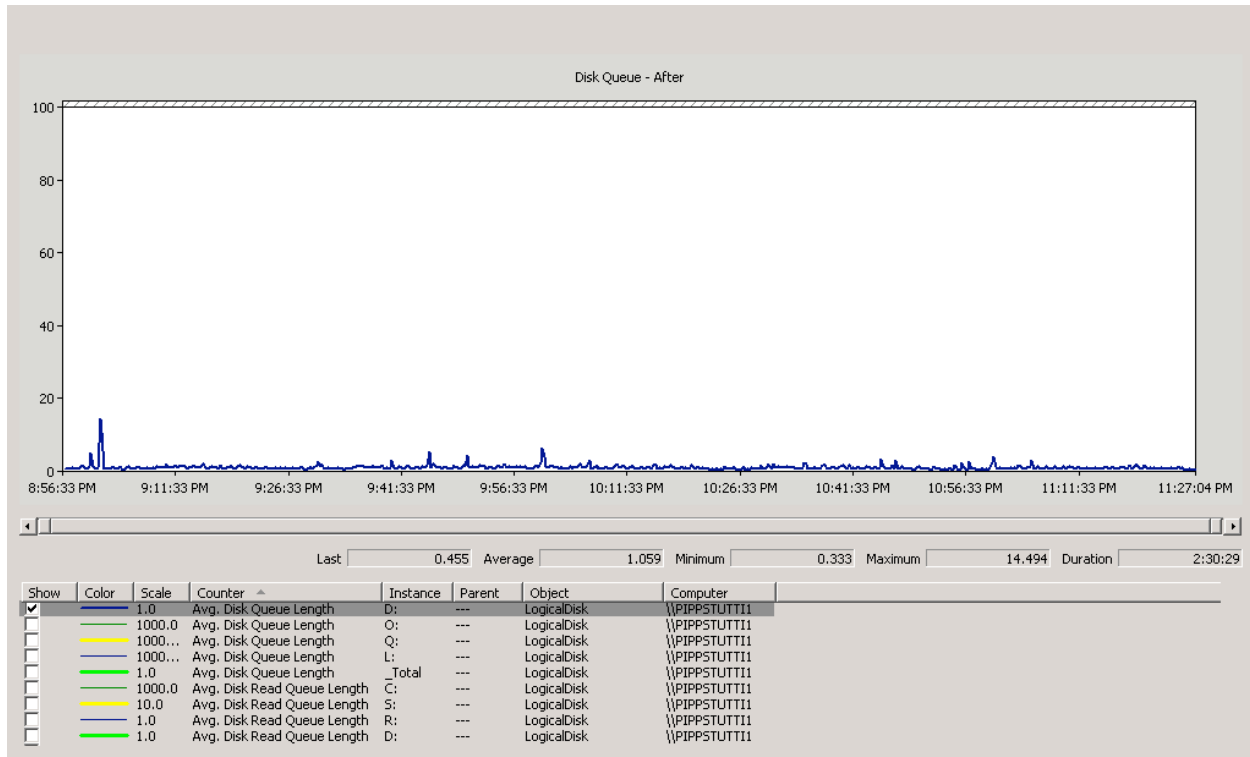 Disk Queue - After
100
80
60
40
20
0
8:56:33 PM 9:11:33 PM 9:26:33 PM 9:41:33 PM 9:56:33 PM 10:11:33 PM 10:26:33 PM 10:41:33 PM 10:56:33 PM 11:11:33 PM 11:27:04 PM
Last 0.455 Average 1.059 Minimum 0.333 Maximum 14.494 Duration 2:30:29
Show Color Scale Counter Instance Parent Object Computer
1.0 Avg. Disk Queue Length D: --- LogicalDisk \\PIPPSTUTTI1
1000.0 Avg. Disk Queue Length O: --- LogicalDisk \\PIPPSTUTTI1
1000... Avg. Disk Queue Length Q: --- LogicalDisk \\PIPPSTUTTI1
1000... Avg. Disk Queue Length L: --- LogicalDisk \\PIPPSTUTTI1
1.0 Avg. Disk Queue Length _Total --- LogicalDisk \\PIPPSTUTTI1
1000.0 Avg. Disk Read Queue Length C: --- LogicalDisk \\PIPPSTUTTI1
10.0 Avg. Disk Read Queue Length S: --- LogicalDisk \\PIPPSTUTTI1
1.0 Avg. Disk Read Queue Length R: --- LogicalDisk \\PIPPSTUTTI1
1.0 Avg. Disk Read Queue Length D: --- LogicalDisk \\PIPPSTUTTI1